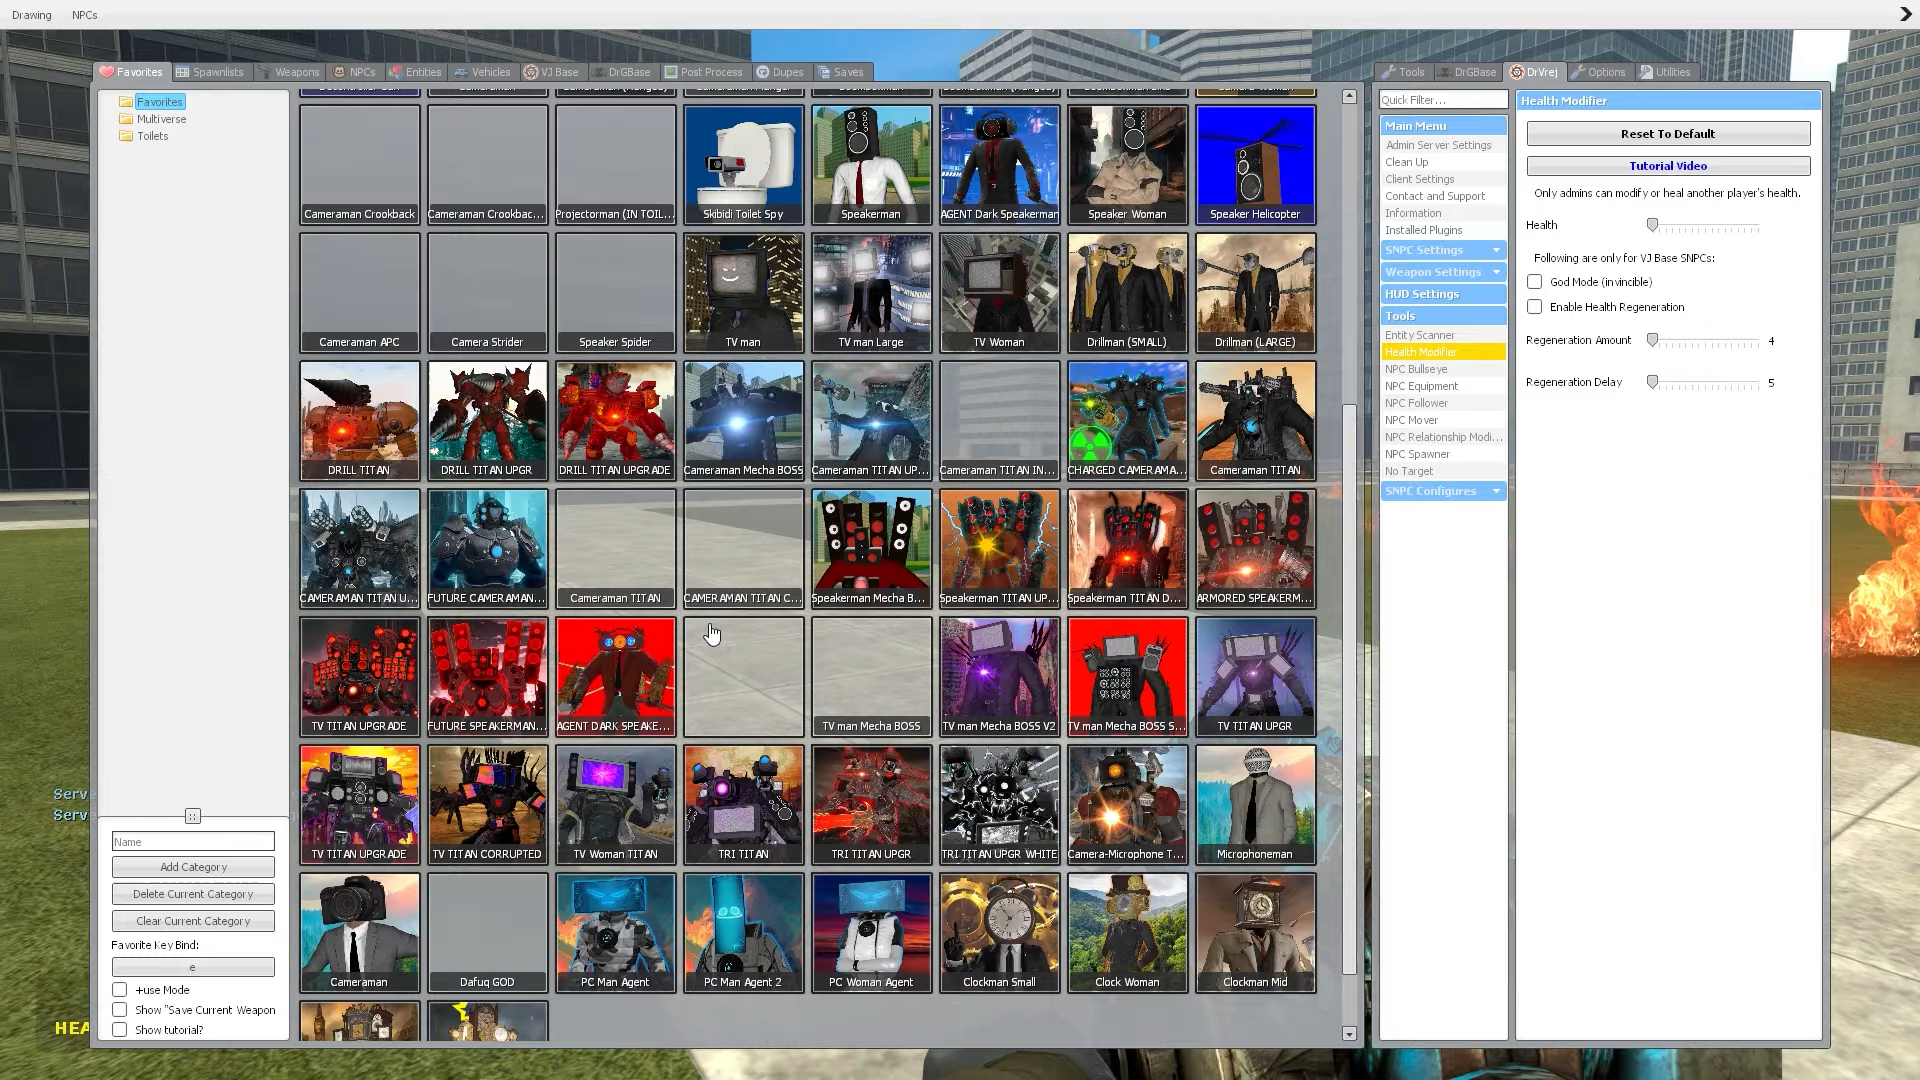 Drawing NPCs
Favorites Spawnlists Weapons NPCs Entities Vehicles VJ Base DrGBase Post Process Dupes Saves
Tools DrGBase DrVrej Options Utilities
Favorites
Multiverse
Toilets
Cameraman Crookback Cameraman Crookbac... Projectorman (IN TOIL... Skibidi Toilet Spy Speakerman AGENT Dark Speakerman Speaker Woman Speaker Helicopter
Cameraman APC Camera Strider Speaker Spider TV man TV man Large TV Woman Drillman (SMALL) Drillman (LARGE)
DRILL TITAN DRILL TITAN UPGR DRILL TITAN UPGRADE Cameraman Mecha BOSS Cameraman TITAN UP... Cameraman TITAN IN... CHARGED CAMERAMA... Cameraman TITAN
CAMERAMAN TITAN U... FUTURE CAMERAMAN... Cameraman TITAN CAMERAMAN TITAN C... Speakerman Mecha B... Speakerman TITAN UP... Speakerman TITAN D... ARMORED SPEAKERM...
TV TITAN UPGRADE FUTURE SPEAKERMAN... AGENT DARK SPEAKE... TV man Mecha BOSS TV man Mecha BOSS V2 TV man Mecha BOSS S... TV TITAN UPGR
TV TITAN UPGRADE TV TITAN CORRUPTED TV Woman TITAN TRI TITAN TRI TITAN UPGR TRI TITAN UPGR WHITE Camera-Microphone T... Microphoneman
Cameraman Dafuq GOD PC Man Agent PC Man Agent 2 PC Woman Agent Clockman Small Clock Woman Clockman Mid
Serv
Serv
HEA
Name
Add Category
Delete Current Category
Clear Current Category
Favorite Key Bind:
e
+use Mode
Show "Save Current Weapon
Show tutorial?
Quick Filter...
Main Menu
Admin Server Settings
Clean Up
Client Settings
Contact and Support
Information
Installed Plugins
SNPC Settings
Weapon Settings
HUD Settings
Tools
Entity Scanner
Health Modifier
NPC Bullseye
NPC Equipment
NPC Follower
NPC Mover
NPC Relationship Modi...
NPC Spawner
No Target
SNPC Configures
Health Modifier
Reset To Default
Tutorial Video
Only admins can modify or heal another player's health.
Health
Following are only for VJ Base SNPCs:
God Mode (invincible)
Enable Health Regeneration
Regeneration Amount 4
Regeneration Delay 5